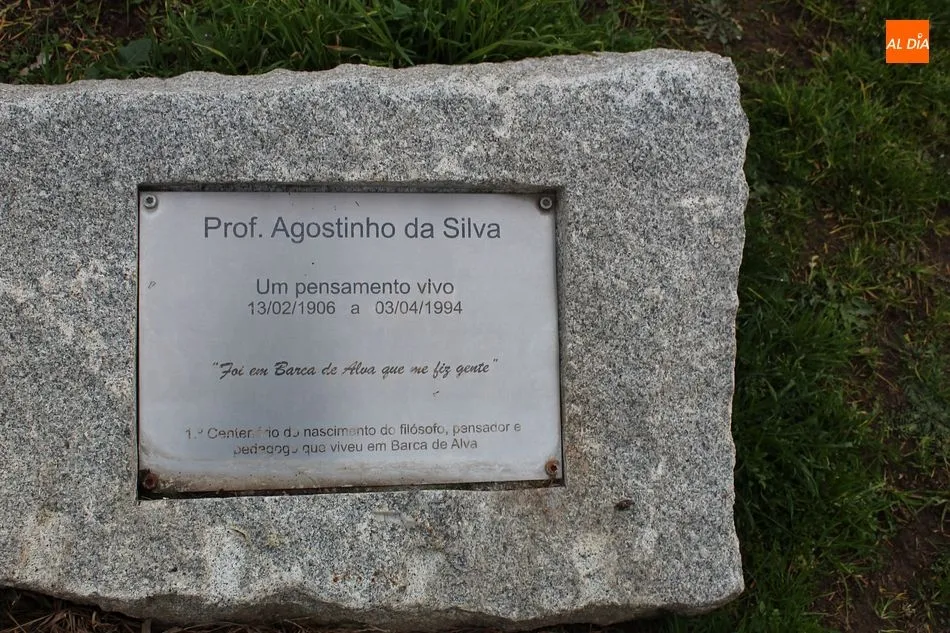 AL DÍA
Prof. Agostinho da Silva
Um pensamento vivo
13/02/1906 a 03/04/1994
"Foi em Barca de Alva que me fiz gente"
1.º Centenário do nascimento do filósofo, pensador e
pedagogo que viveu em Barca de Alva